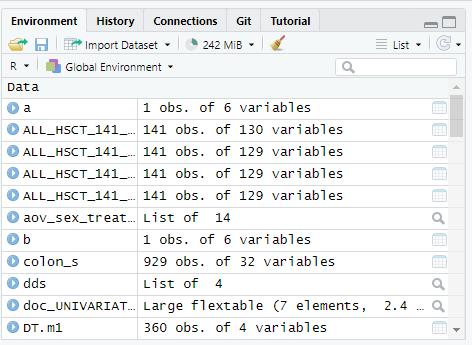 Environment History Connections Git Tutorial
Import Dataset 242 MiB List
R Global Environment
Data
a 1 obs. of 6 variables
ALL_HSCT_141_… 141 obs. of 130 variables
ALL_HSCT_141_… 141 obs. of 129 variables
ALL_HSCT_141_… 141 obs. of 129 variables
ALL_HSCT_141_… 141 obs. of 129 variables
aov_sex_treat… List of 14
b 1 obs. of 6 variables
colon_s 929 obs. of 32 variables
dds List of 4
doc_UNIVARIAT… Large flextable (7 elements, 2.4 …
DT.m1 360 obs. of 4 variables